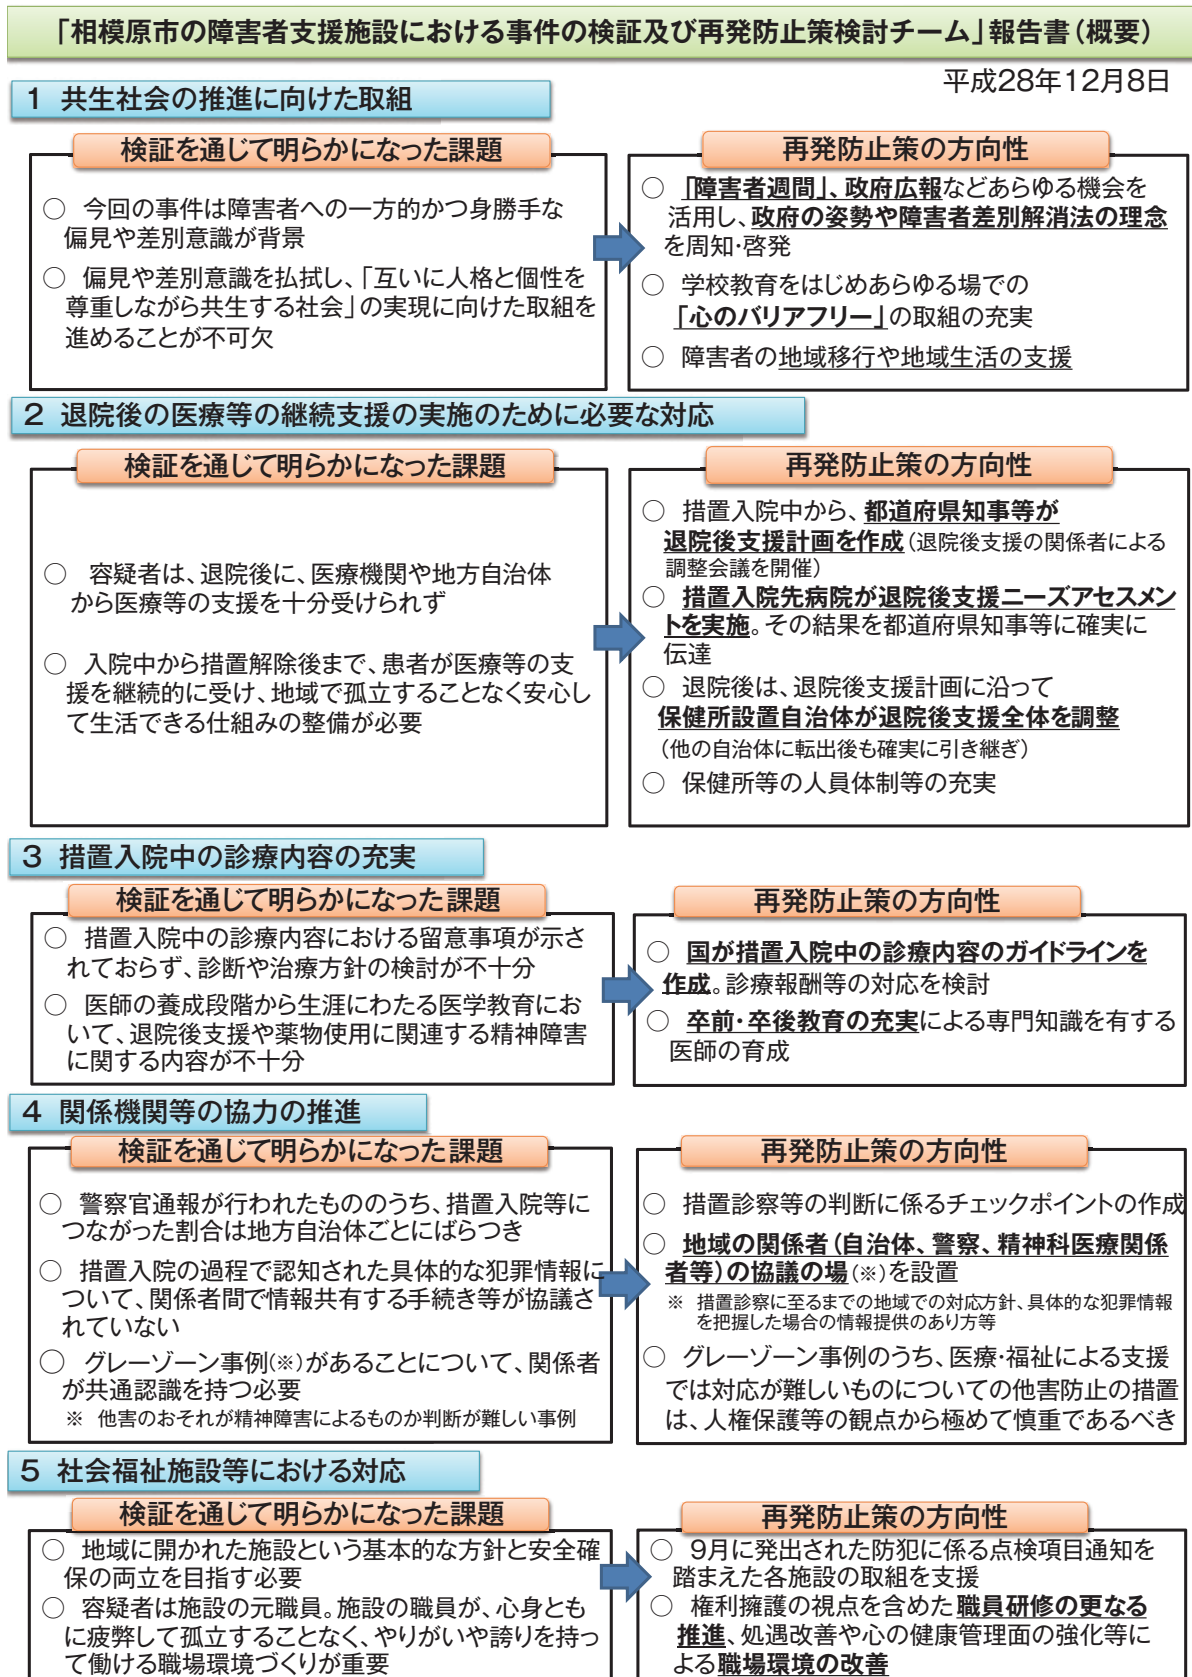 「相模原市の障害者支援施設における事件の検証及び再発防止策検討チーム」報告書（概要）
平成28年12月8日
1 共生社会の推進に向けた取組
検証を通じて明らかになった課題
○ 今回の事件は障害者への一方的かつ身勝手な
偏見や差別意識が背景
○ 偏見や差別意識を払拭し、「互いに人格と個性を
尊重しながら共生する社会」の実現に向けた取組を
進めることが不可欠
再発防止策の方向性
○ 「障害者週間」、政府広報などあらゆる機会を
活用し、政府の姿勢や障害者差別解消法の理念
を周知・啓発
○ 学校教育をはじめあらゆる場での
「心のバリアフリー」の取組の充実
○ 障害者の地域移行や地域生活の支援
2 退院後の医療等の継続支援の実施のために必要な対応
検証を通じて明らかになった課題
○ 容疑者は、退院後に、医療機関や地方自治体
から医療等の支援を十分受けられず
○ 入院中から措置解除後まで、患者が医療等の支
援を継続的に受け、地域で孤立することなく安心し
て生活できる仕組みの整備が必要
再発防止策の方向性
○ 措置入院中から、都道府県知事等が
退院後支援計画を作成（退院後支援の関係者による
調整会議を開催）
○ 措置入院先病院が退院後支援ニーズアセスメン
トを実施。その結果を都道府県知事等に確実に
伝達
○ 退院後は、退院後支援計画に沿って
保健所設置自治体が退院後支援全体を調整
（他の自治体に転出後も確実に引き継ぎ）
○ 保健所等の人員体制等の充実
3 措置入院中の診療内容の充実
検証を通じて明らかになった課題
○ 措置入院中の診療内容における留意事項が示さ
れておらず、診断や治療方針の検討が不十分
○ 医師の養成段階から生涯にわたる医学教育にお
いて、退院後支援や薬物使用に関連する精神障害
に関する内容が不十分
再発防止策の方向性
○ 国が措置入院中の診療内容のガイドラインを
作成。診療報酬等の対応を検討
○ 卒前・卒後教育の充実による専門知識を有する
医師の育成
4 関係機関等の協力の推進
検証を通じて明らかになった課題
○ 警察官通報が行われたもののうち、措置入院等に
つながった割合は地方自治体ごとにばらつき
○ 措置入院の過程で認知された具体的な犯罪情報に
ついて、関係者間で情報共有する手続き等が協議さ
れていない
○ グレーゾーン事例（※）があることについて、関係者
が共通認識を持つ必要
※ 他害のおそれが精神障害によるものか判断が難しい事例
再発防止策の方向性
○ 措置診察等の判断に係るチェックポイントの作成
○ 地域の関係者（自治体、警察、精神科医療関係
者等）の協議の場（※）を設置
※ 措置診察に至るまでの地域での対応方針、具体的な犯罪情報
を把握した場合の情報提供のあり方等
○ グレーゾーン事例のうち、医療・福祉による支援
では対応が難しいものについての他害防止の措置
は、人権保護等の観点から極めて慎重であるべき
5 社会福祉施設等における対応
検証を通じて明らかになった課題
○ 地域に開かれた施設という基本的な方針と安全確
保の両立を目指す必要
○ 容疑者は施設の元職員。施設の職員が、心身とも
に疲弊して孤立することなく、やりがいや誇りを持っ
て働ける職場環境づくりが重要
再発防止策の方向性
○ 9月に発出された防犯に係る点検項目通知を
踏まえた各施設の取組を支援
○ 権利擁護の視点を含めた職員研修の更なる
推進、処遇改善や心の健康管理面の強化等に
よる職場環境の改善